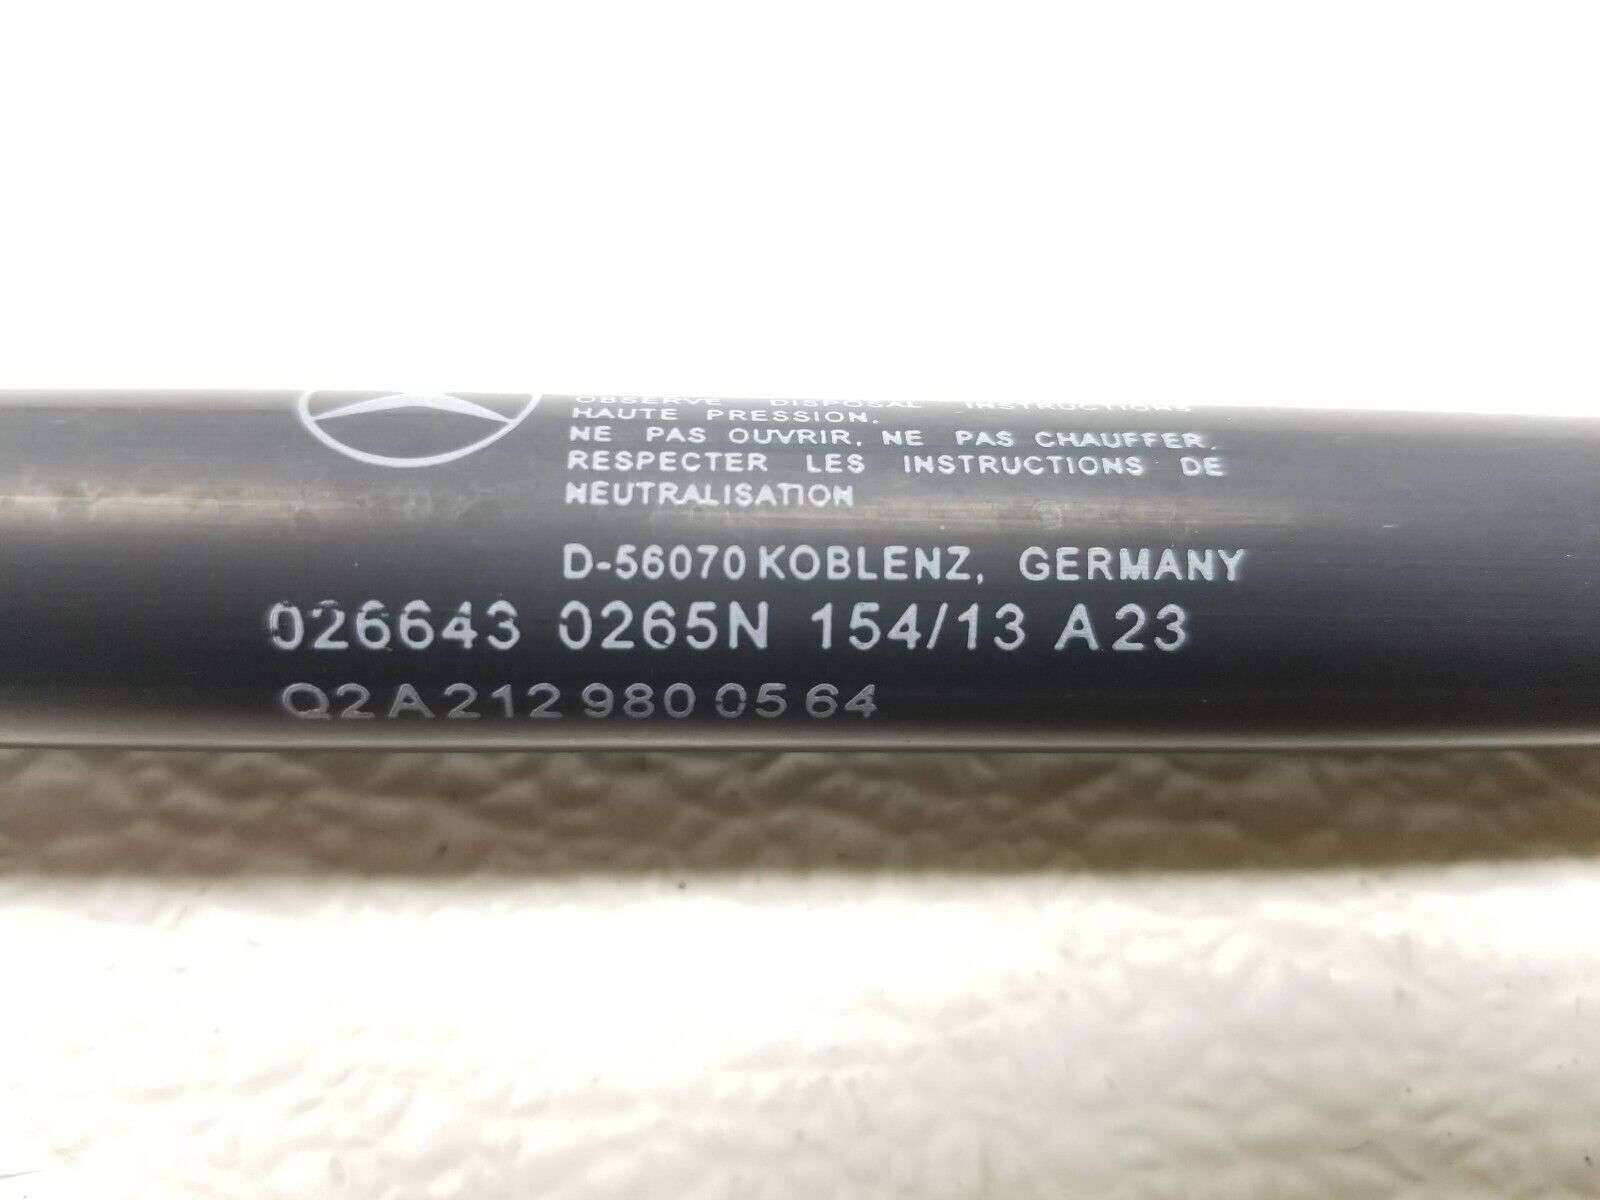 OBSERVE DISPOSAL INSTRUCTIONS
HAUTE PRESSION.
NE PAS OUVRIR. NE PAS CHAUFFER.
RESPECTER LES INSTRUCTIONS DE
NEUTRALISATION
D-56070 KOBLENZ, GERMANY
026643 0265N 154/13 A23
Q2 A 212 980 05 64